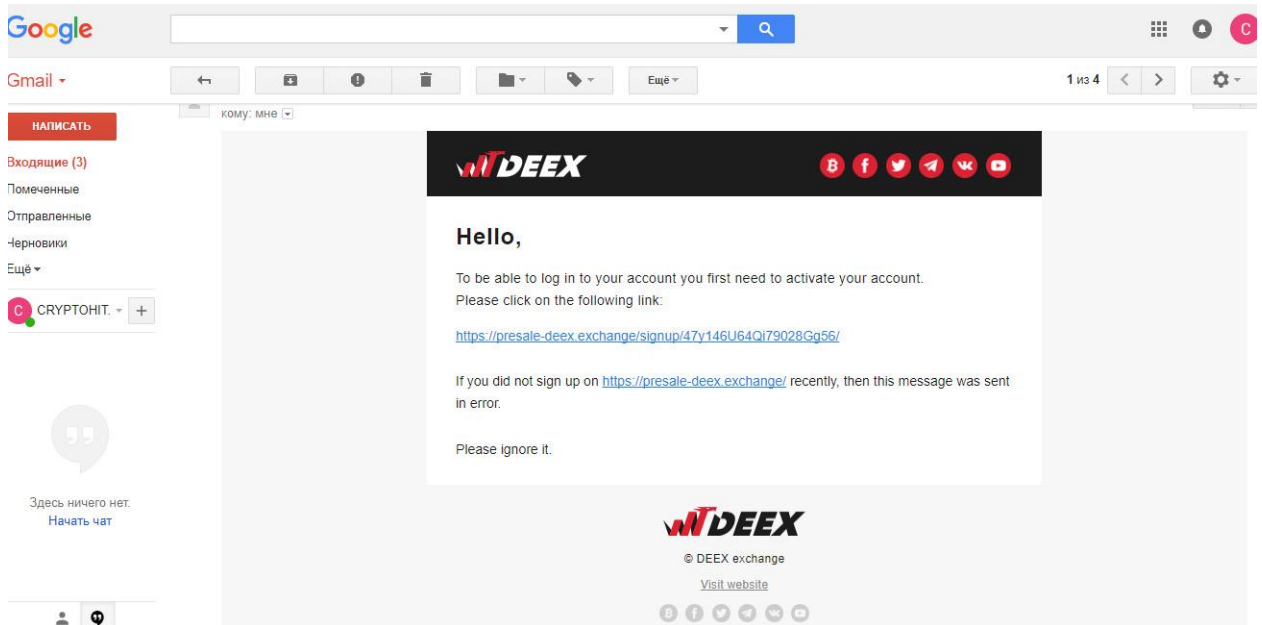 Google
C
Gmail
Ещё
1 из 4
кому: мне
НАПИСАТЬ
Входящие (3)
Помеченные
Отправленные
Черновики
Ещё
C CRYPTOHIT. +
Здесь ничего нет.
Начать чат
DEEX
Hello,
To be able to log in to your account you first need to activate your account.
Please click on the following link:
https://presale-deex.exchange/signup/47y146U64Qi79028Gg56/
If you did not sign up on https://presale-deex.exchange/ recently, then this message was sent
in error.
Please ignore it.
DEEX
© DEEX exchange
Visit website